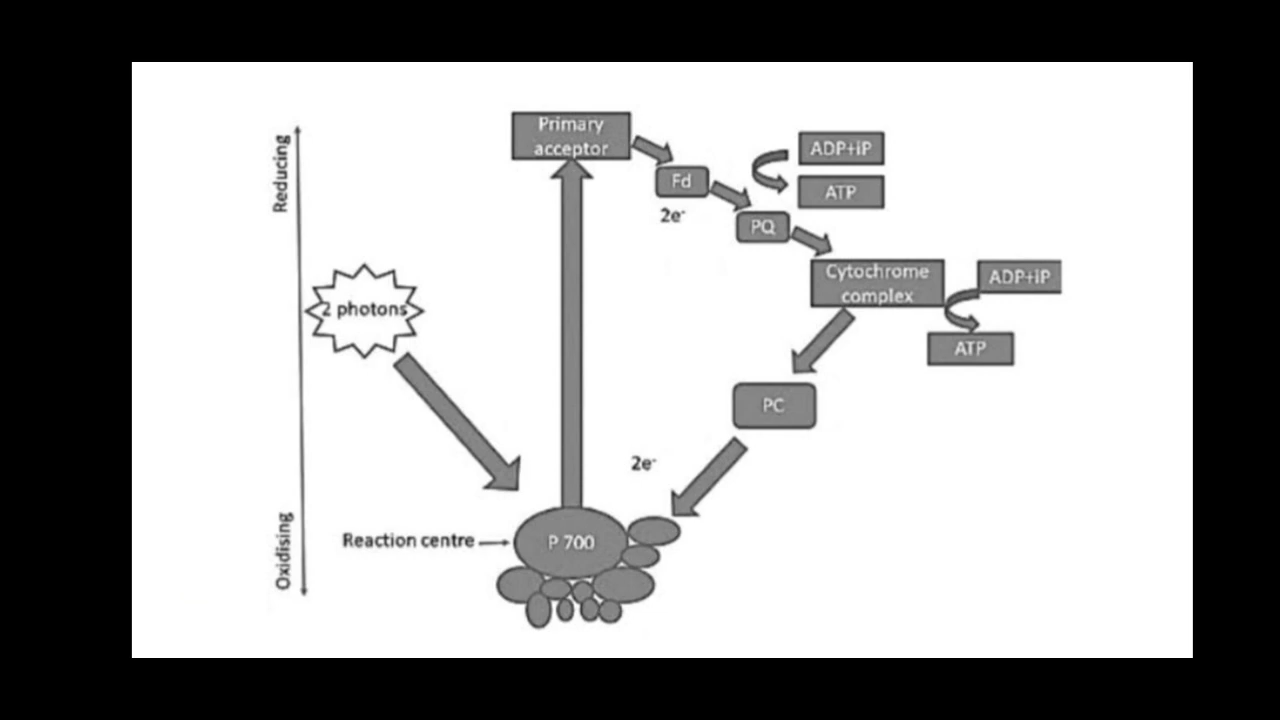 Reducing
Primary
acceptor
ADP+iP
Fd
ATP
2e-
PQ
Cytochrome
complex
ADP+iP
2 photons
ATP
PC
2e-
Oxidising
Reaction centre
P 700